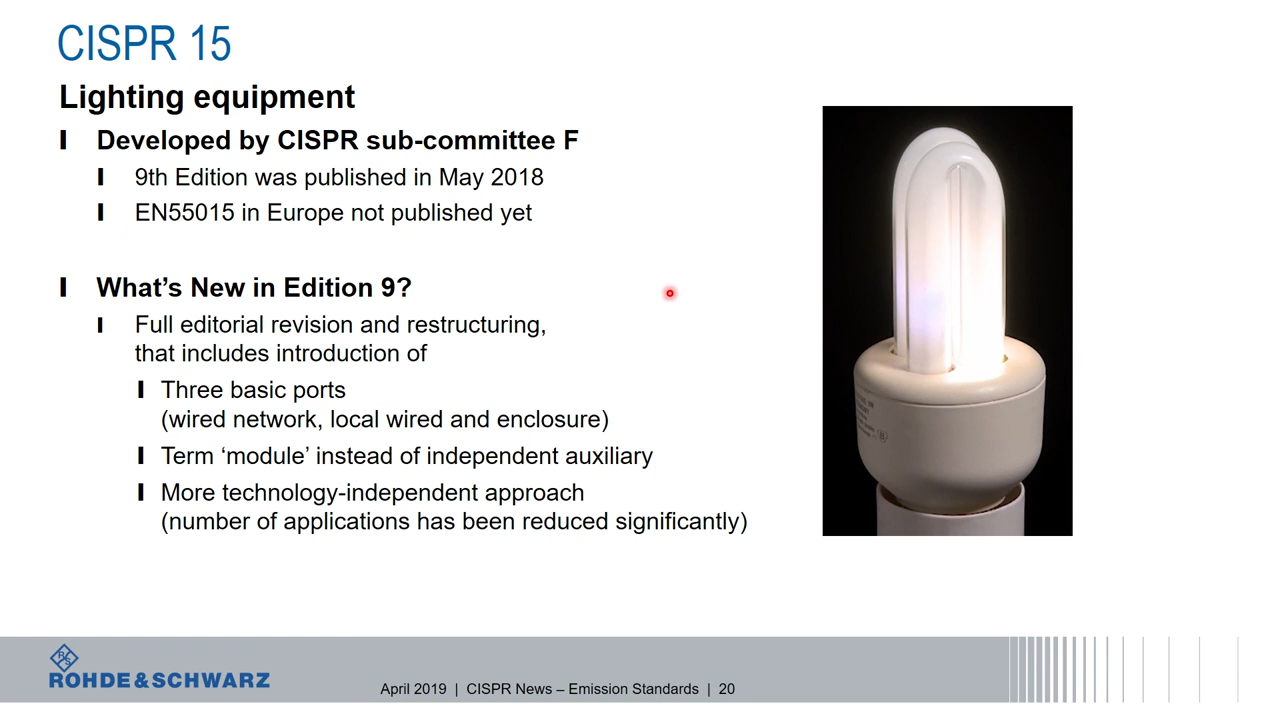 CISPR 15
Lighting equipment
Developed by CISPR sub-committee F
9th Edition was published in May 2018
EN55015 in Europe not published yet
What’s New in Edition 9?
Full editorial revision and restructuring,
that includes introduction of
Three basic ports
(wired network, local wired and enclosure)
Term ‘module’ instead of independent auxiliary
More technology-independent approach
(number of applications has been reduced significantly)
ROHDE & SCHWARZ
April 2019 | CISPR News – Emission Standards | 20